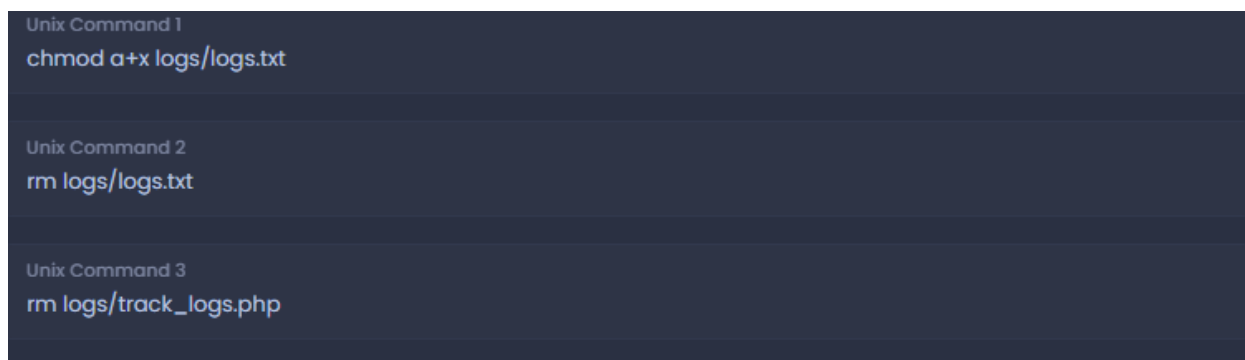 Unix Command 1
chmod a+x logs/logs.txt
Unix Command 2
rm logs/logs.txt
Unix Command 3
rm logs/track_logs.php